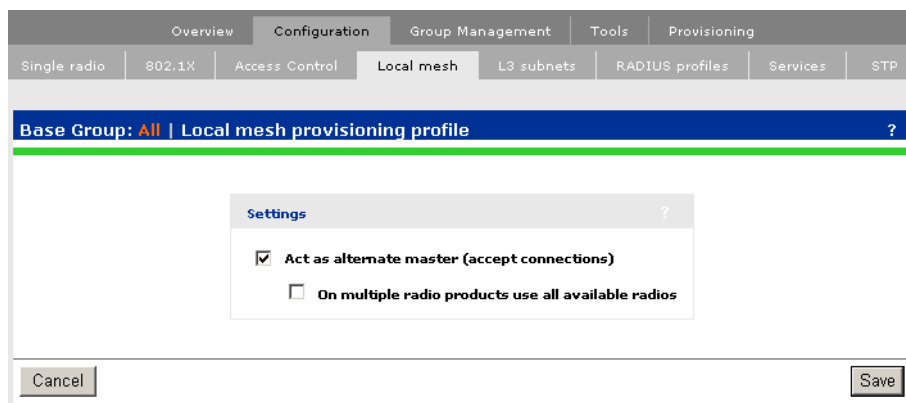 Overview Configuration Group Management Tools Provisioning
Single radio 802.1X Access Control Local mesh L3 subnets RADIUS profiles Services STP
Base Group: All | Local mesh provisioning profile ?
Settings ?
Act as alternate master (accept connections)
On multiple radio products use all available radios
Cancel Save